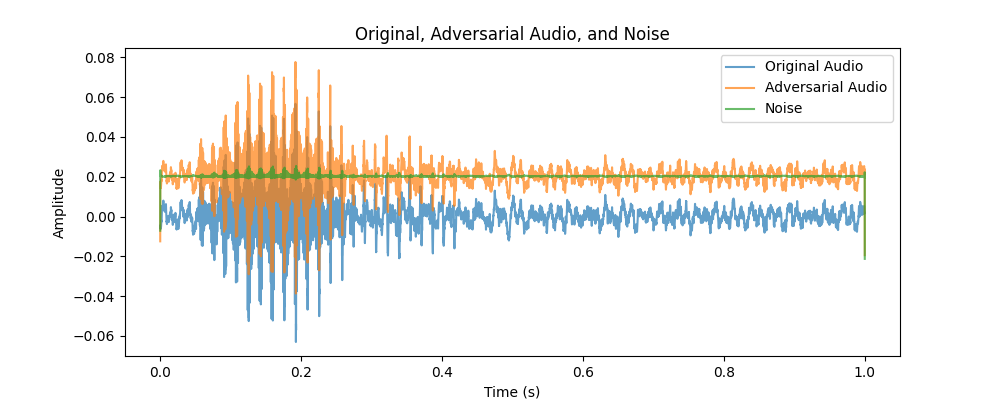 Original, Adversarial Audio, and Noise
Original Audio
Adversarial Audio
Noise
0.08
0.06
0.04
0.02
0.00
−0.02
−0.04
−0.06
Amplitude
0.0
0.2
0.4
0.6
0.8
1.0
Time (s)